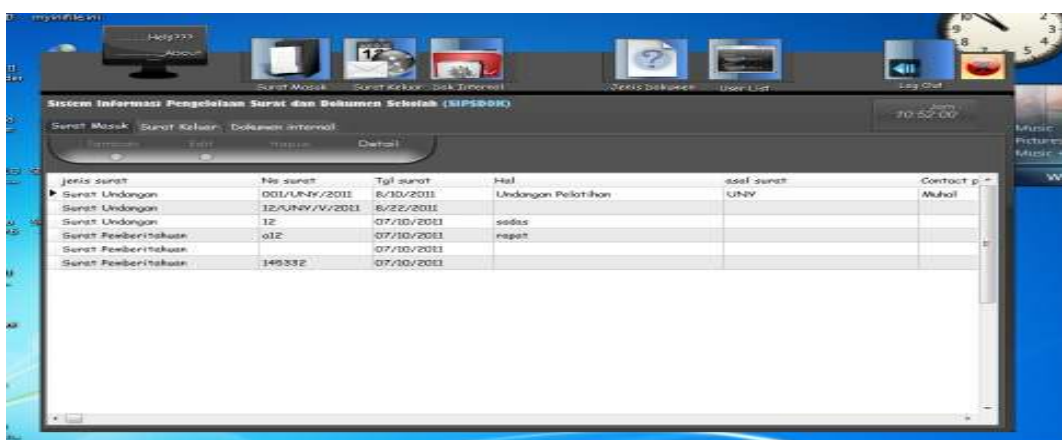 myinifile.ini
Help???
About
12
Surat Masuk Surat Keluar Dok Internal Jenis Dokumen User List Log Out
Sistem Informasi Pengelolaan Surat dan Dokumen Sekolah (SIPSDOK)
Jam
10:52:00
Surat Masuk Surat Keluar Dokumen internal
Tambah Edit Hapus Detail
jenis surat No surat Tgl surat Hal asal surat Contact p
Surat Undangan 001/UNY/2011 8/10/2011 Undangan Pelatihan UNY Muhal
Surat Undangan 12/UNY/V/2011 8/22/2011
Surat Undangan 12 07/10/2011 sadas
Surat Pemberitahuan a12 07/10/2011 rapat
Surat Pemberitahuan 07/10/2011
Surat Pemberitahuan 145332 07/10/2011
Music
Pictures
Music +